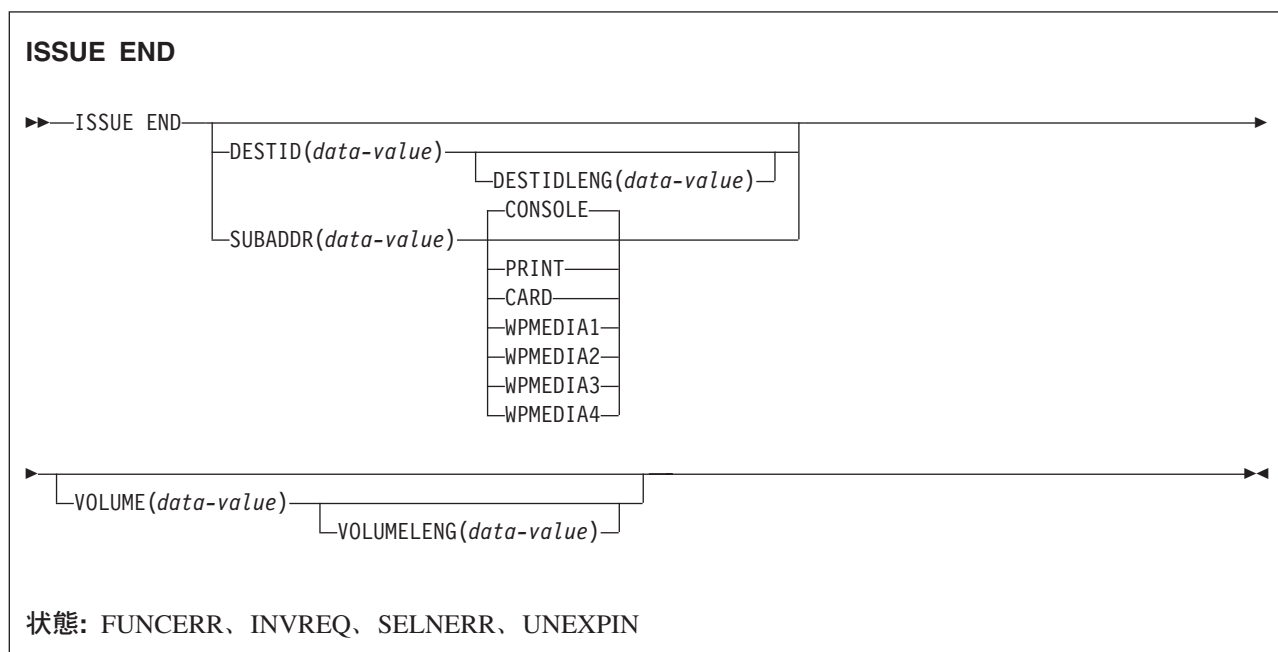 ISSUE END
ISSUE END
DESTID(data-value)
DESTIDLENG(data-value)
CONSOLE
SUBADDR(data-value)
PRINT
CARD
WPMEDIA1
WPMEDIA2
WPMEDIA3
WPMEDIA4
VOLUME(data-value)
VOLUMELENG(data-value)
状態: FUNCERR、INVREQ、SELNERR、UNEXPIN